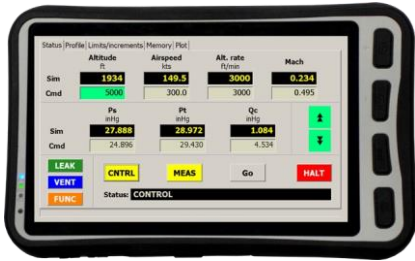 Status Profile Limits/increments Memory Plot
Altitude Airspeed Alt. rate Mach
ft kts ft/min
Sim 1934 149.5 3000 0.234
Cmd 5000 300.0 3000 0.495
Ps Pt Qc
inHg inHg inHg
Sim 27.888 28.972 1.084
Cmd 24.896 29.430 4.534
LEAK
VENT
FUNC
CNTRL MEAS Go HALT
Status: CONTROL